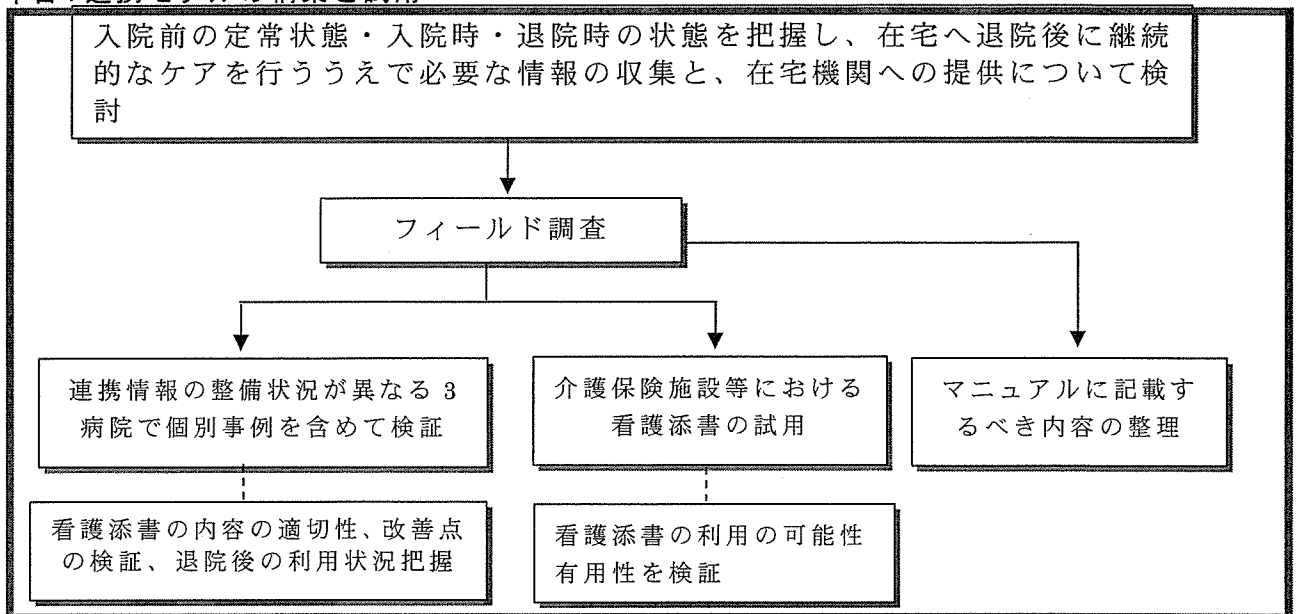 入院前の定常状態・入院時・退院時の状態を把握し、在宅へ退院後に継続
的なケアを行ううえで必要な情報の収集と、在宅機関への提供について検
討
フィールド調査
連携情報の整備状況が異なる 3
病院で個別事例を含めて検証
介護保険施設等における
看護添書の試用
マニュアルに記載す
るべき内容の整理
看護添書の内容の適切性、改善点
の検証、退院後の利用状況把握
看護添書の利用の可能性
有用性を検証